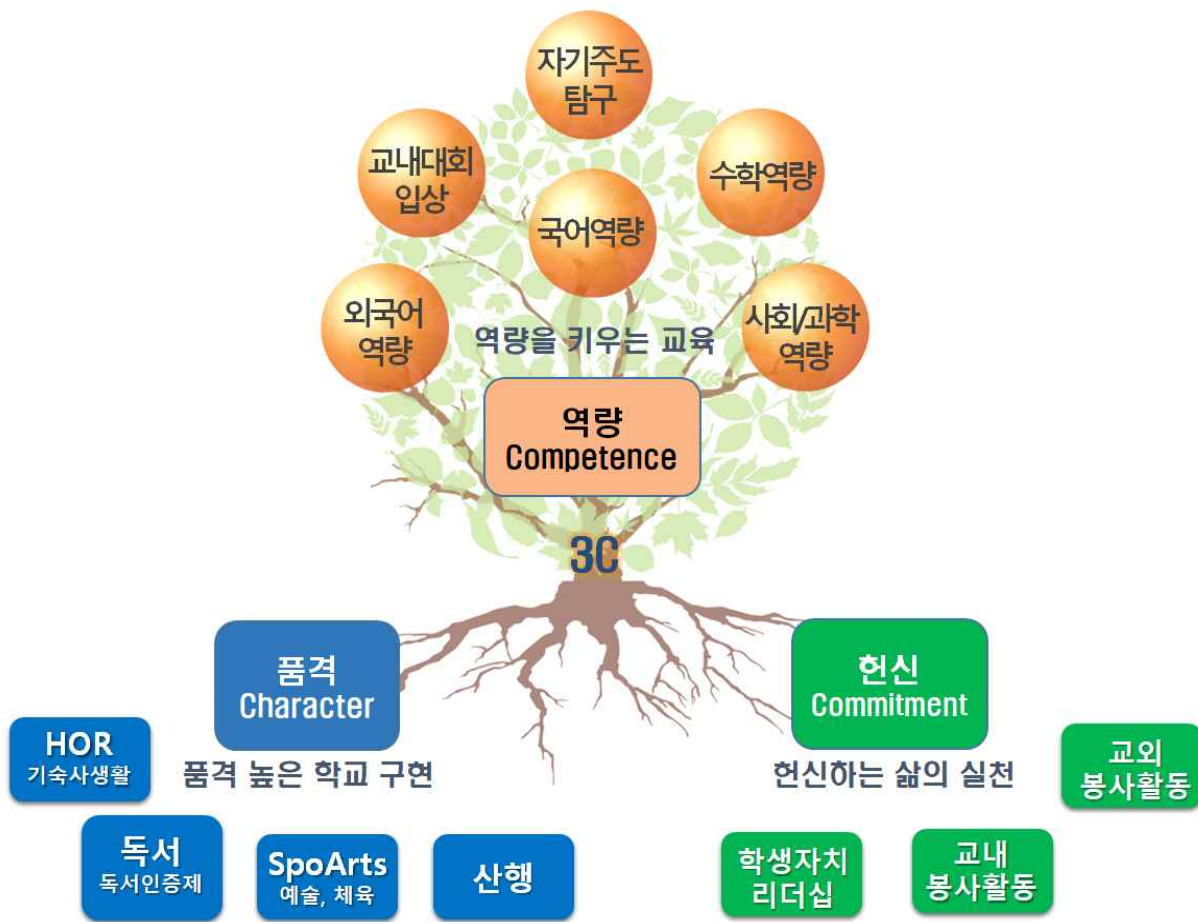 자기주도
탐구
교내대회
입상
수학역량
국어역량
외국어
역량
사회/과학
역량
역량을 키우는 교육
역량
Competence
3C
품격
Character
헌신
Commitment
HOR
기숙사생활
품격 높은 학교 구현
헌신하는 삶의 실천
교외
봉사활동
독서
독서인증제
SpoArts
예술, 체육
산행
학생자치
리더십
교내
봉사활동